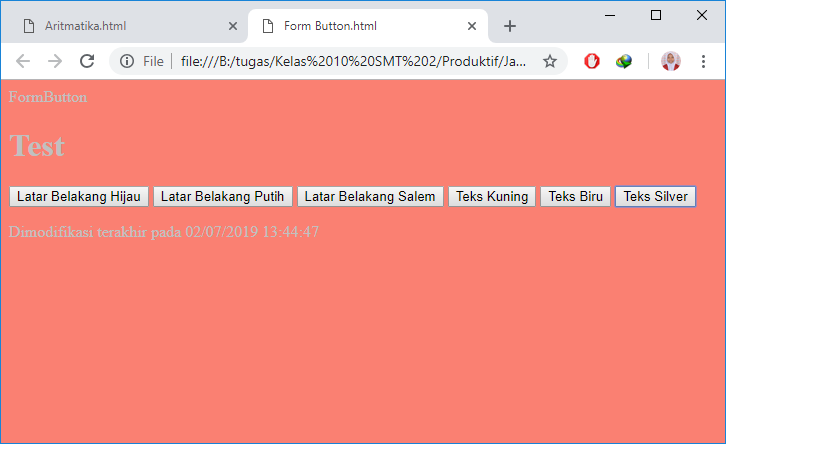 Aritmatika.html Form Button.html
File file:///B:/tugas/Kelas%2010%20SMT%202/Produktif/Ja...
FormButton
Test
Latar Belakang Hijau Latar Belakang Putih Latar Belakang Salem Teks Kuning Teks Biru Teks Silver
Dimodifikasi terakhir pada 02/07/2019 13:44:47